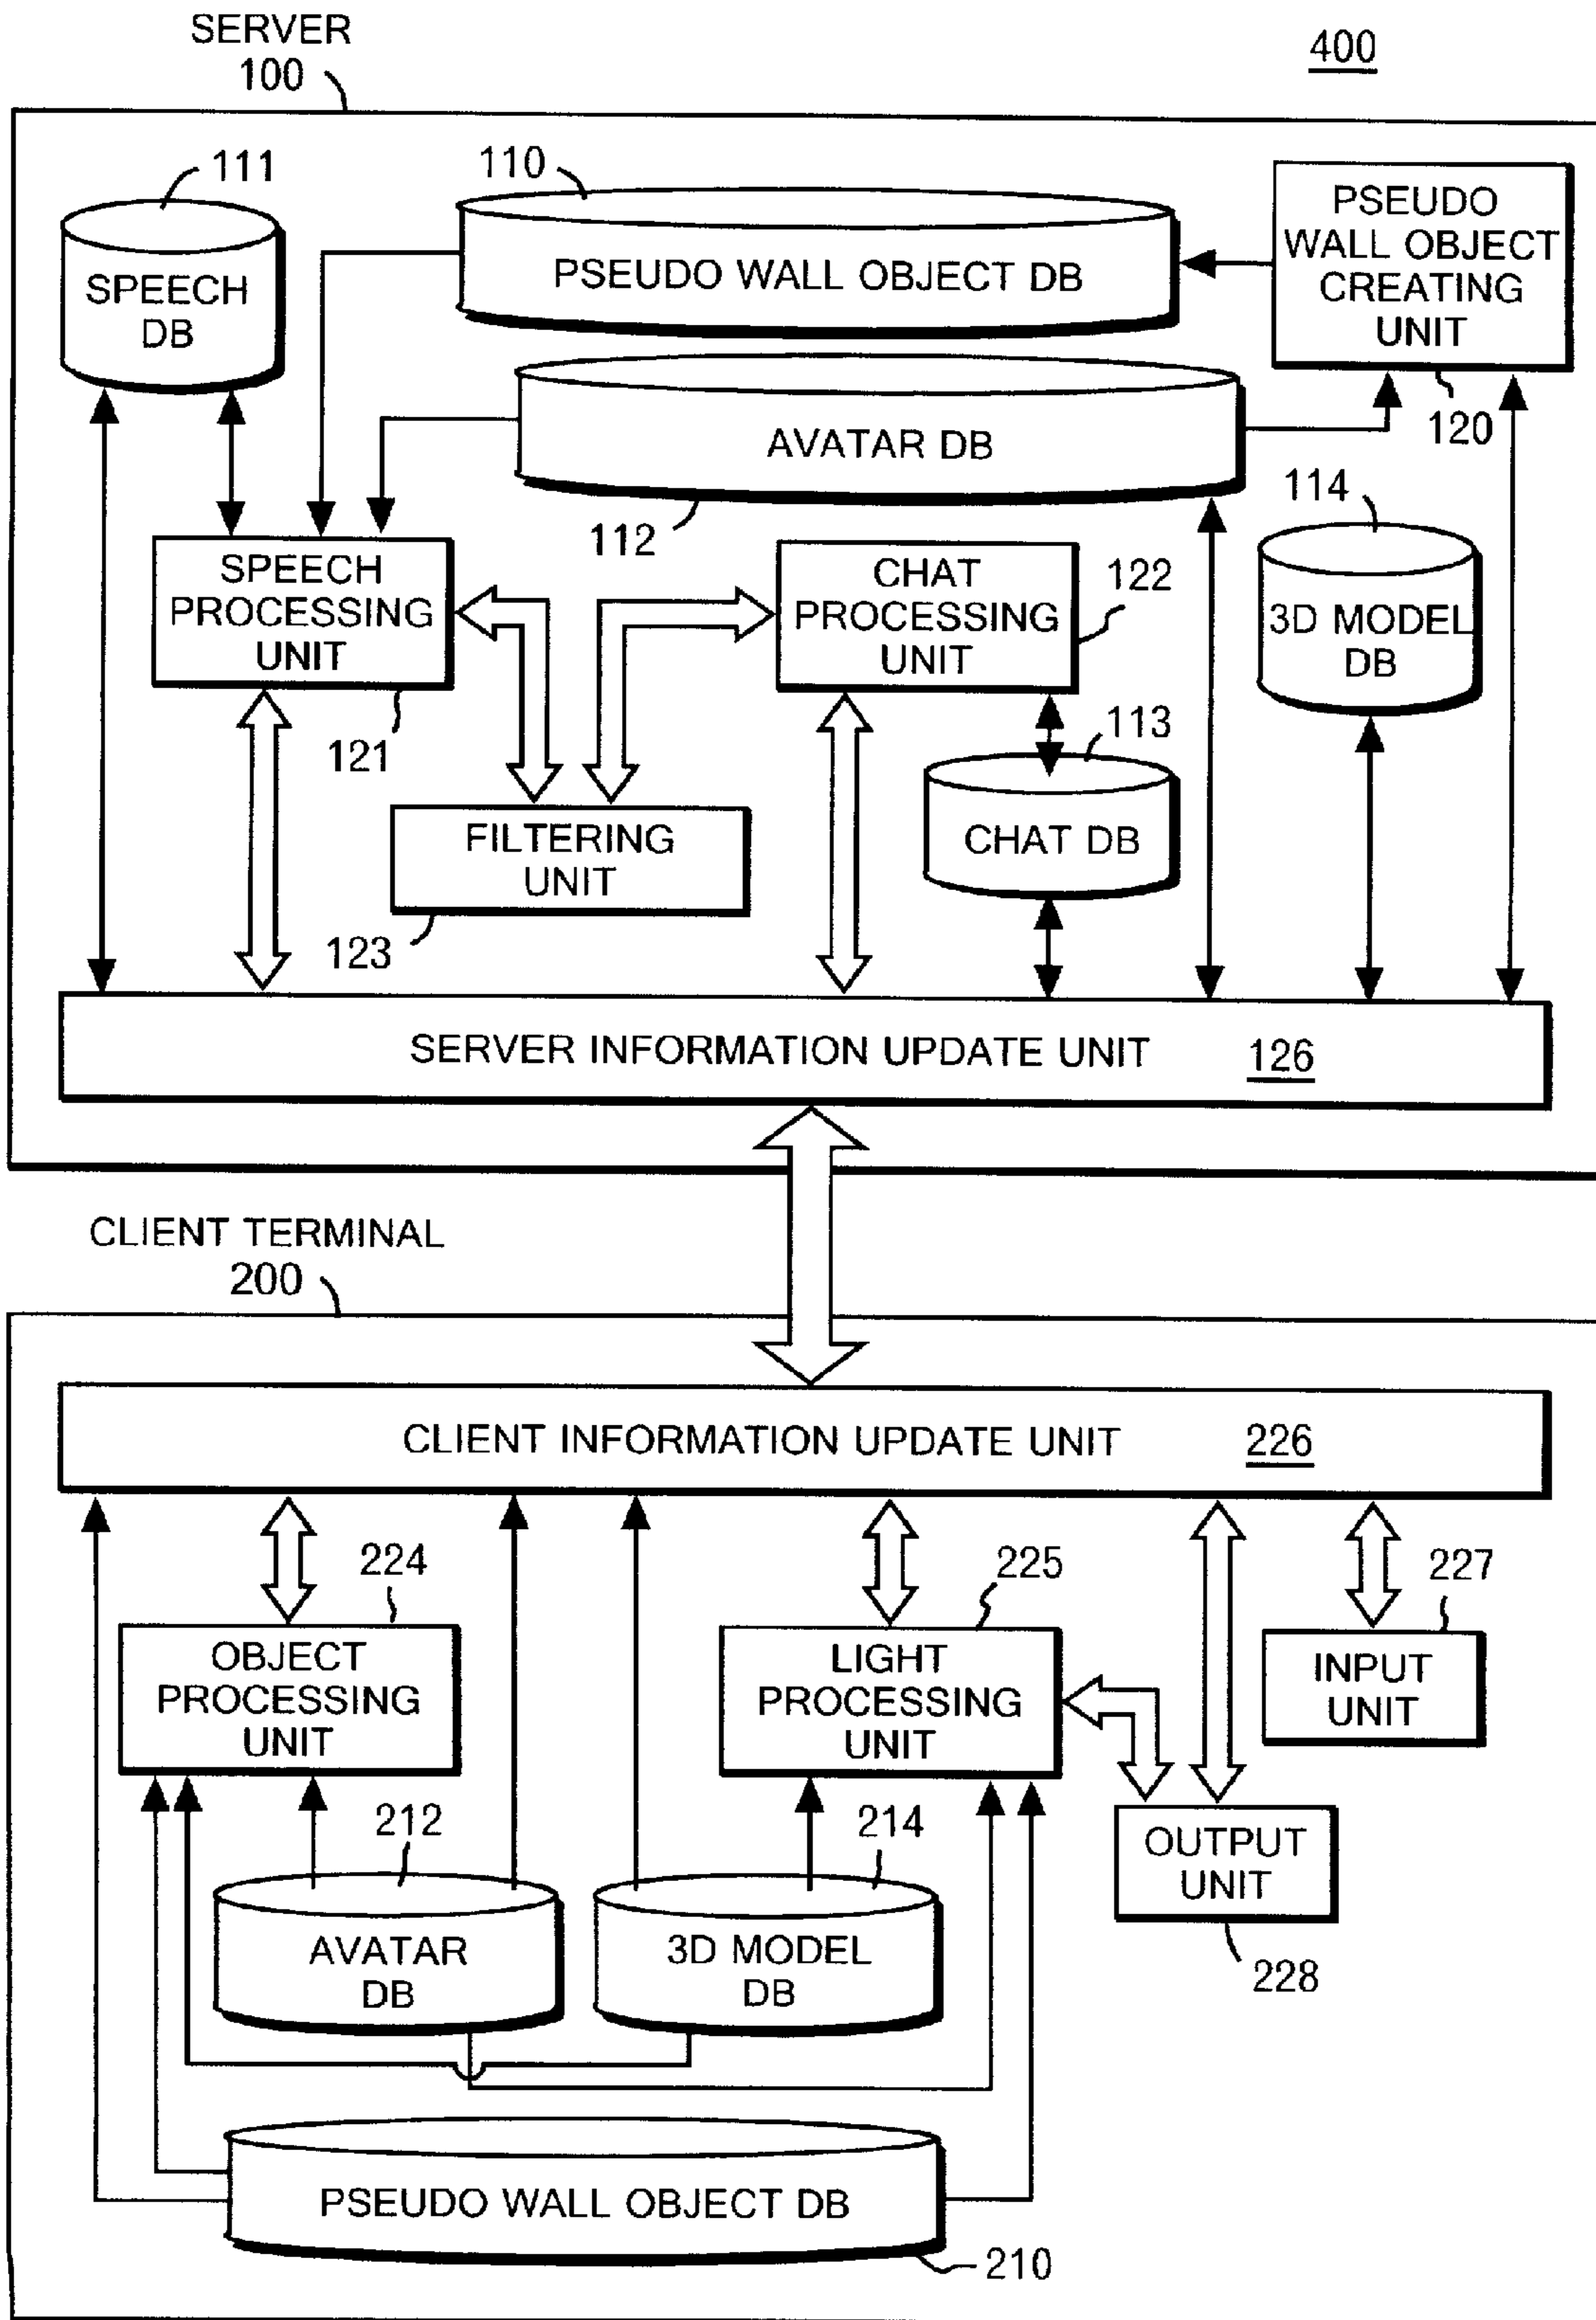 SERVER
100
400
111
110
SPEECH
DB
PSEUDO WALL OBJECT DB
PSEUDO
WALL OBJECT
CREATING
UNIT
120
AVATAR DB
112
114
SPEECH
PROCESSING
UNIT
121
CHAT
PROCESSING
UNIT
122
3D MODEL
DB
113
CHAT DB
FILTERING
UNIT
123
SERVER INFORMATION UPDATE UNIT 126
CLIENT TERMINAL
200
CLIENT INFORMATION UPDATE UNIT 226
224
225
227
OBJECT
PROCESSING
UNIT
LIGHT
PROCESSING
UNIT
INPUT
UNIT
212
214
OUTPUT
UNIT
228
AVATAR
DB
3D MODEL
DB
PSEUDO WALL OBJECT DB
210